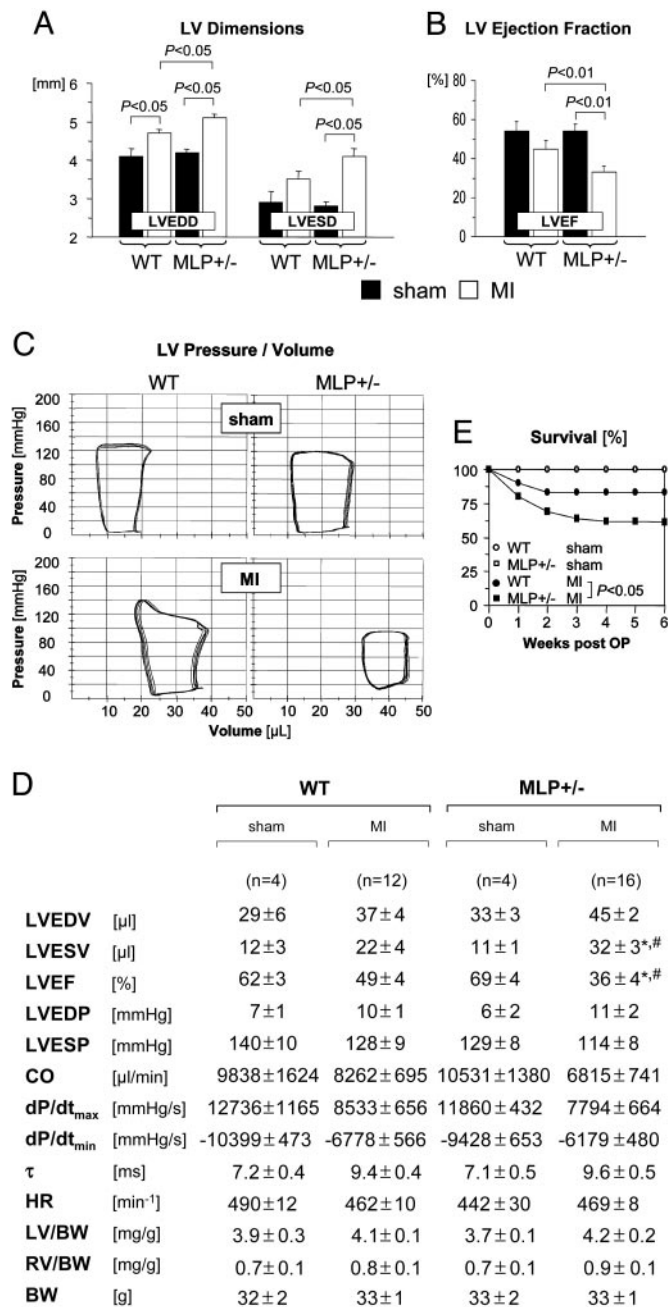 A LV Dimensions
[mm]
6
5
4
3
2
P<0.05
P<0.05
P<0.05
P<0.05
P<0.05
LVEDD
LVESD
WT MLP+/- WT MLP+/-
B LV Ejection Fraction
[%]
80
60
40
20
0
P<0.01
P<0.01
LVEF
WT MLP+/-
sham MI
C LV Pressure / Volume
WT MLP+/-
Pressure [mmHg]
200
160
120
80
40
0
sham
Pressure [mmHg]
200
160
120
80
40
0
MI
0 10 20 30 40 50 0 10 20 30 40 50
Volume [µL]
E Survival [%]
100
75
50
25
0
WT sham
MLP+/- sham
WT MI
MLP+/- MI
P<0.05
0 1 2 3 4 5 6
Weeks post OP
D WT MLP+/-
sham MI sham MI
(n=4) (n=12) (n=4) (n=16)
LVEDV [µl] 29±6 37±4 33±3 45±2
LVESV [µl] 12±3 22±4 11±1 32±3*,#
LVEF [%] 62±3 49±4 69±4 36±4*,#
LVEDP [mmHg] 7±1 10±1 6±2 11±2
LVESP [mmHg] 140±10 128±9 129±8 114±8
CO [µl/min] 9838±1624 8262±695 10531±1380 6815±741
dP/dtmax [mmHg/s] 12736±1165 8533±656 11860±432 7794±664
dP/dtmin [mmHg/s] -10399±473 -6778±566 -9428±653 -6179±480
τ [ms] 7.2±0.4 9.4±0.4 7.1±0.5 9.6±0.5
HR [min-1] 490±12 462±10 442±30 469±8
LV/BW [mg/g] 3.9±0.3 4.1±0.1 3.7±0.1 4.2±0.2
RV/BW [mg/g] 0.7±0.1 0.8±0.1 0.7±0.1 0.9±0.1
BW [g] 32±2 33±1 33±2 33±1